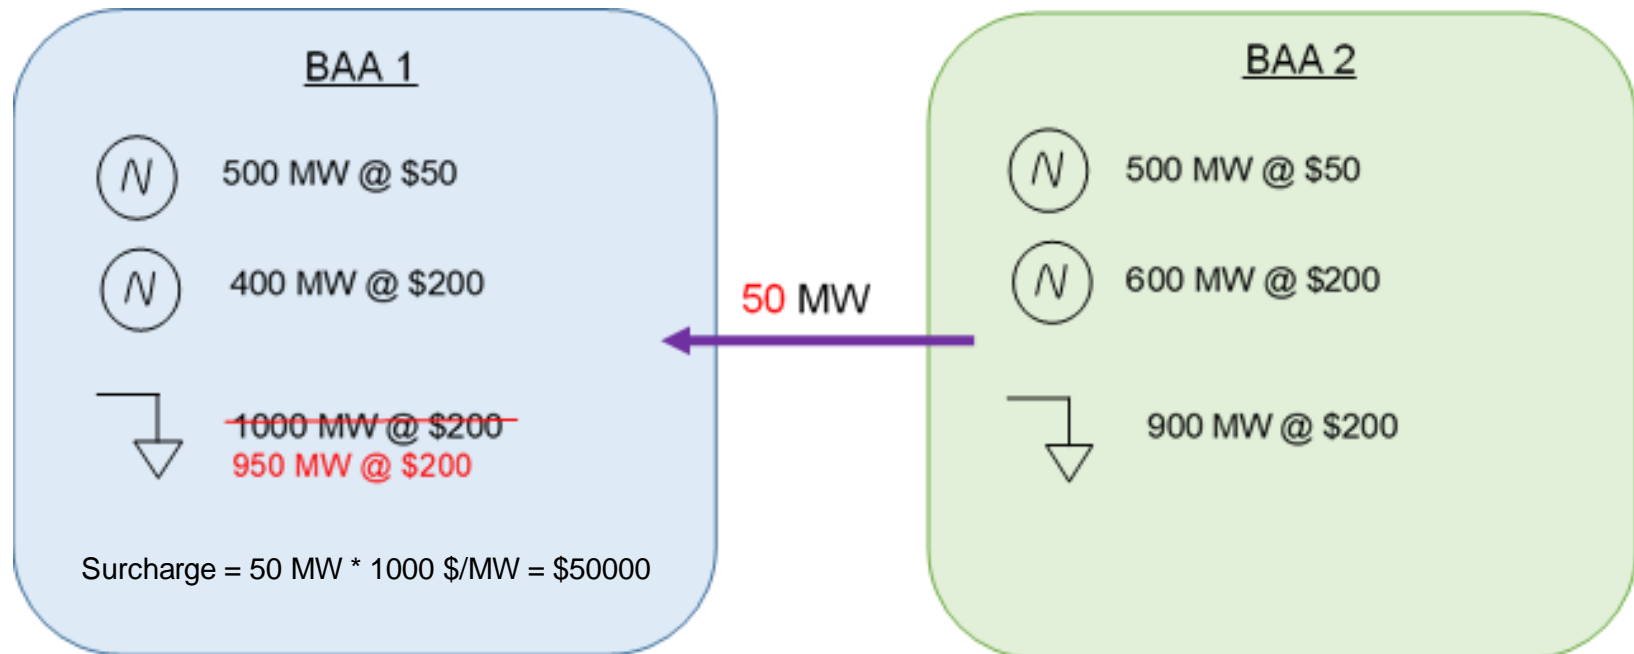 BAA 1
500 MW @ $50
400 MW @ $200
1000 MW @ $200
950 MW @ $200
Surcharge = 50 MW * 1000 $/MW = $50000
50 MW
BAA 2
500 MW @ $50
600 MW @ $200
900 MW @ $200